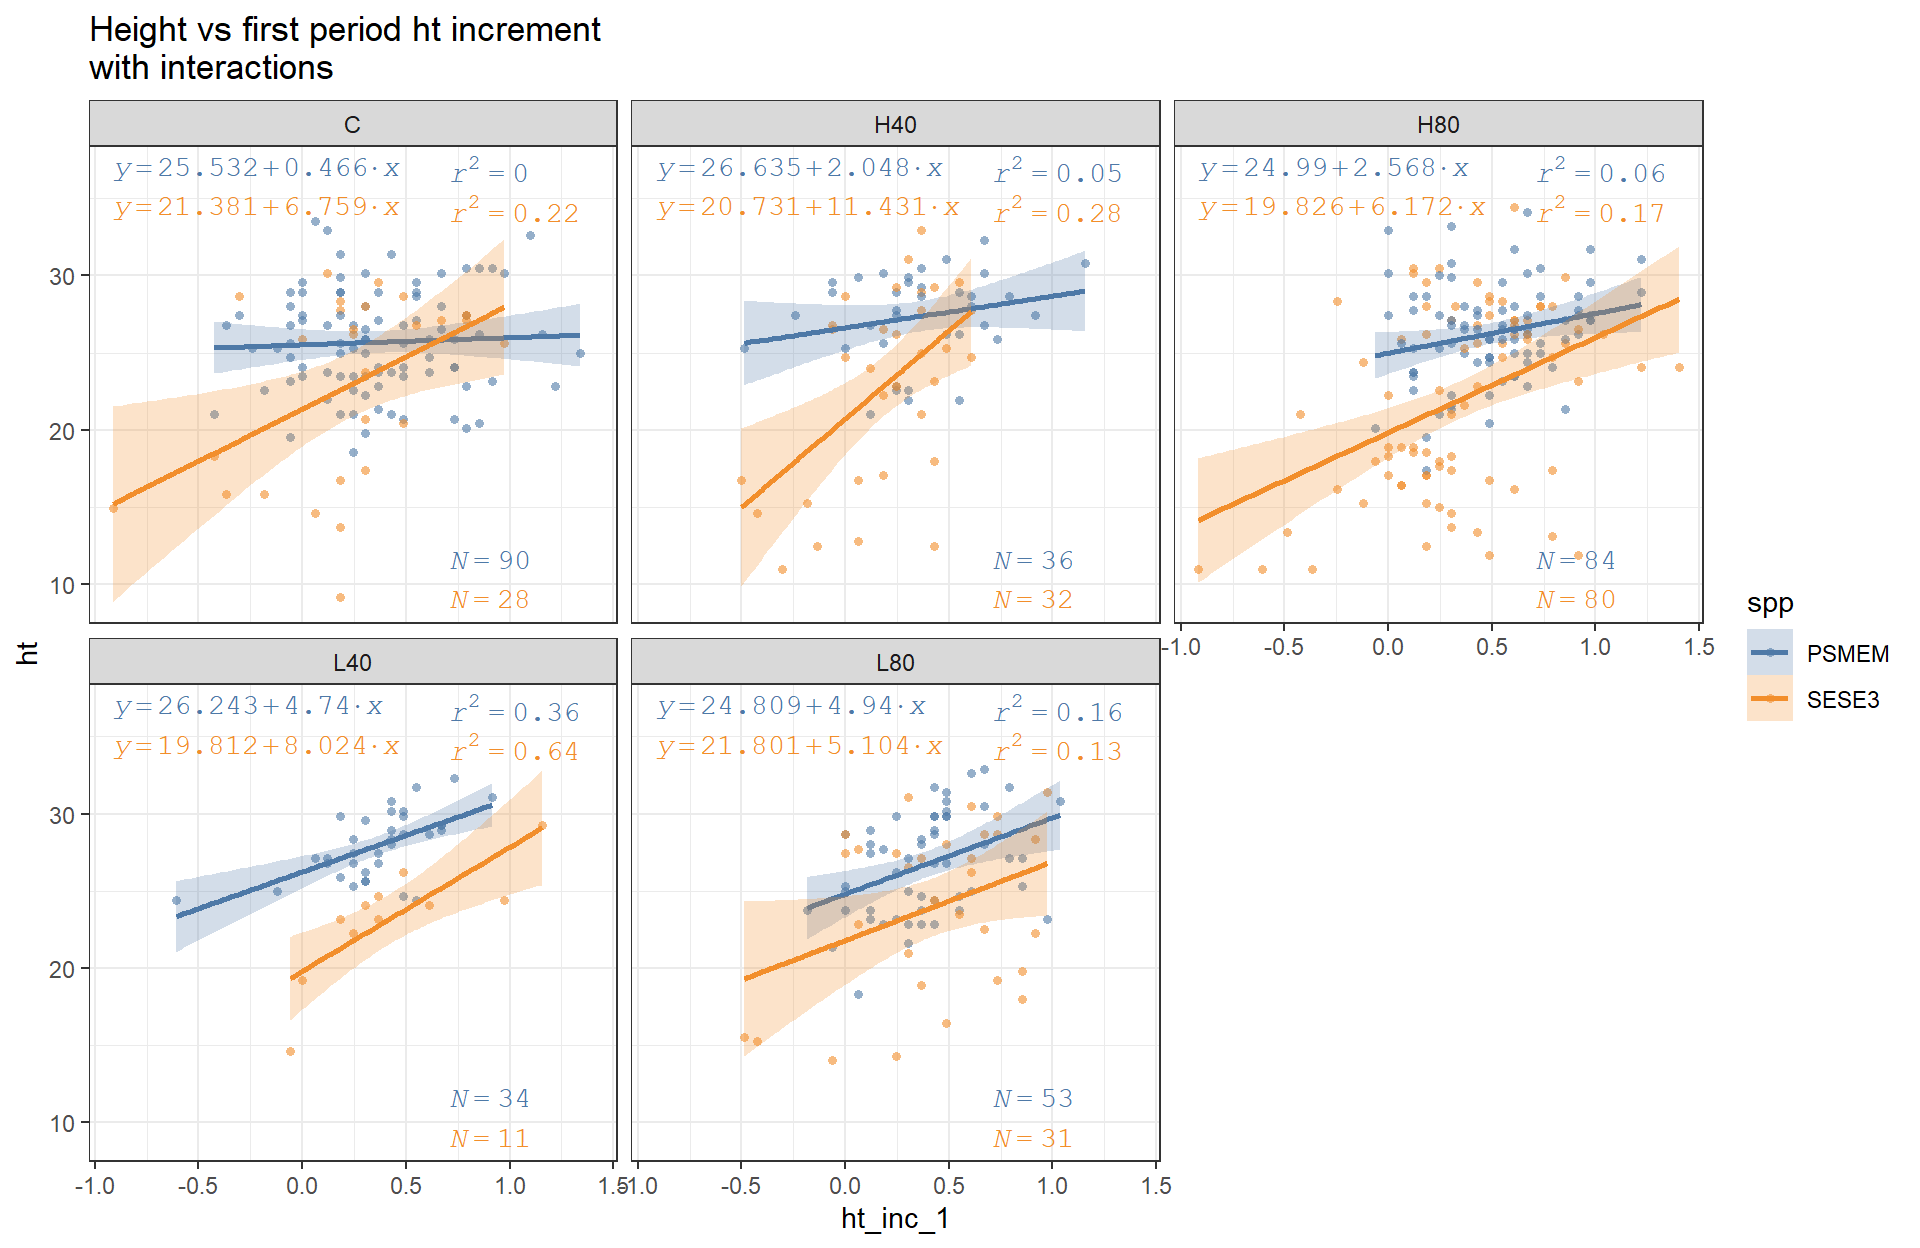 Height vs first period ht increment
with interactions
C
y=25.532+0.466·x r²=0
y=21.381+6.759·x r²=0.22
N=90
N=28
H40
y=26.635+2.048·x r²=0.05
y=20.731+11.431·x r²=0.28
N=36
N=32
H80
y=24.99+2.568·x r²=0.06
y=19.826+6.172·x r²=0.17
N=84
N=80
30
20
10
-1.0 -0.5 0.0 0.5 1.0 1.5
L40
y=26.243+4.74·x r²=0.36
y=19.812+8.024·x r²=0.64
N=34
N=11
L80
y=24.809+4.94·x r²=0.16
y=21.801+5.104·x r²=0.13
N=53
N=31
30
20
10
-1.0 -0.5 0.0 0.5 1.0 1.5
-1.0 -0.5 0.0 0.5 1.0 1.5
ht
ht_inc_1
spp
PSMEM
SESE3